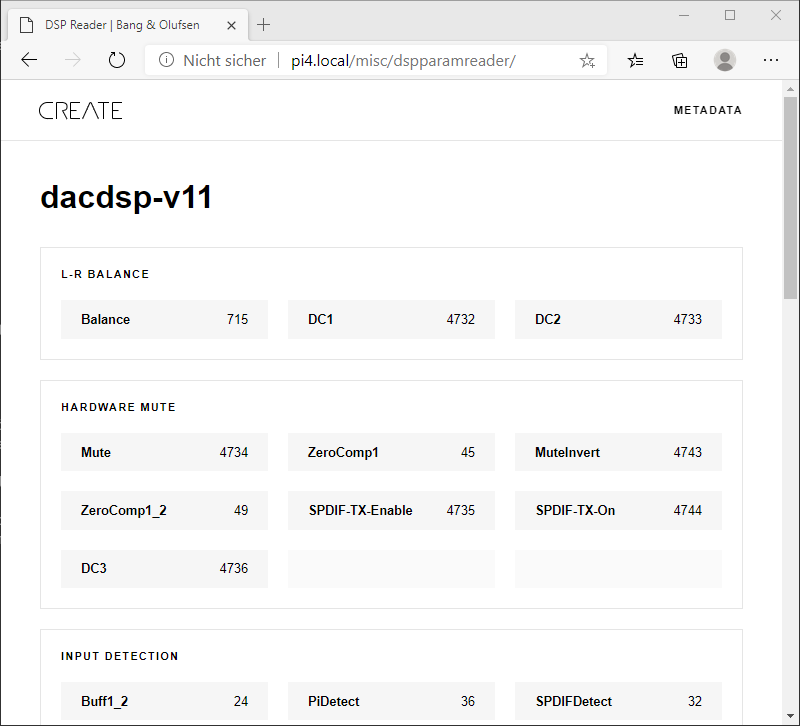 DSP Reader | Bang & Olufsen
Nicht sicher | pi4.local/misc/dspparamreader/
CREATE METADATA
dacdsp-v11
L-R BALANCE
Balance 715 DC1 4732 DC2 4733
HARDWARE MUTE
Mute 4734 ZeroComp1 45 MuteInvert 4743
ZeroComp1_2 49 SPDIF-TX-Enable 4735 SPDIF-TX-On 4744
DC3 4736
INPUT DETECTION
Buff1_2 24 PiDetect 36 SPDIFDetect 32